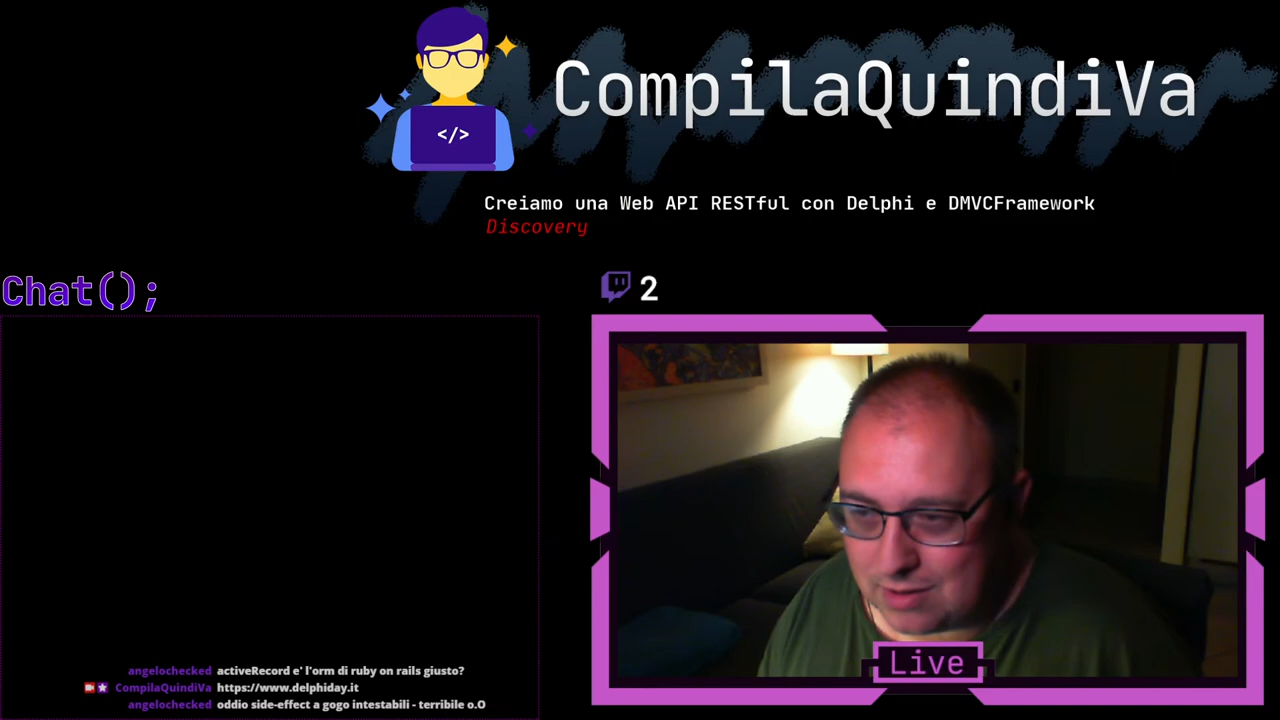 </>
CompilaQuindiVa
Creiamo una Web API RESTful con Delphi e DMVCFramework
Discovery
Chat();
2
angelochecked activeRecord e' l'orm di ruby on rails giusto?
CompilaQuindiVa https://www.delphiday.it
angelochecked oddio side-effect a gogo intestabili - terribile o.O
Live